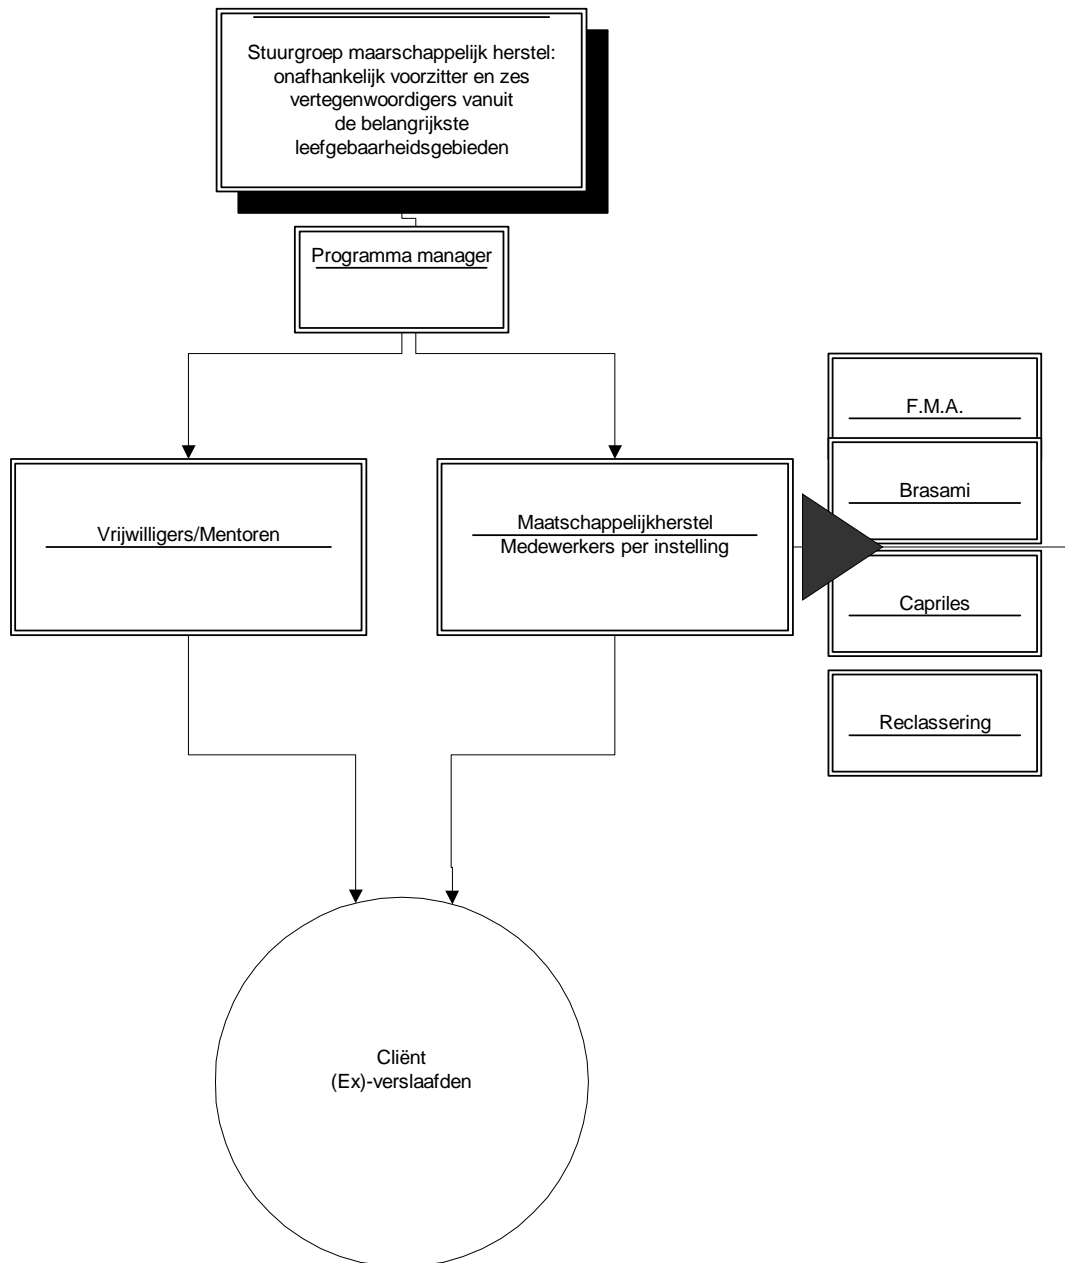 Stuurgroep maarschappelijk herstel:
onafhankelijk voorzitter en zes
vertegenwoordigers vanuit
de belangrijkste
leefgebaarheidsgebieden
Programma manager
F.M.A.
Brasami
Vrijwilligers/Mentoren
Maatschappelijkherstel
Medewerkers per instelling
Capriles
Reclassering
Cliënt
(Ex)-verslaafden